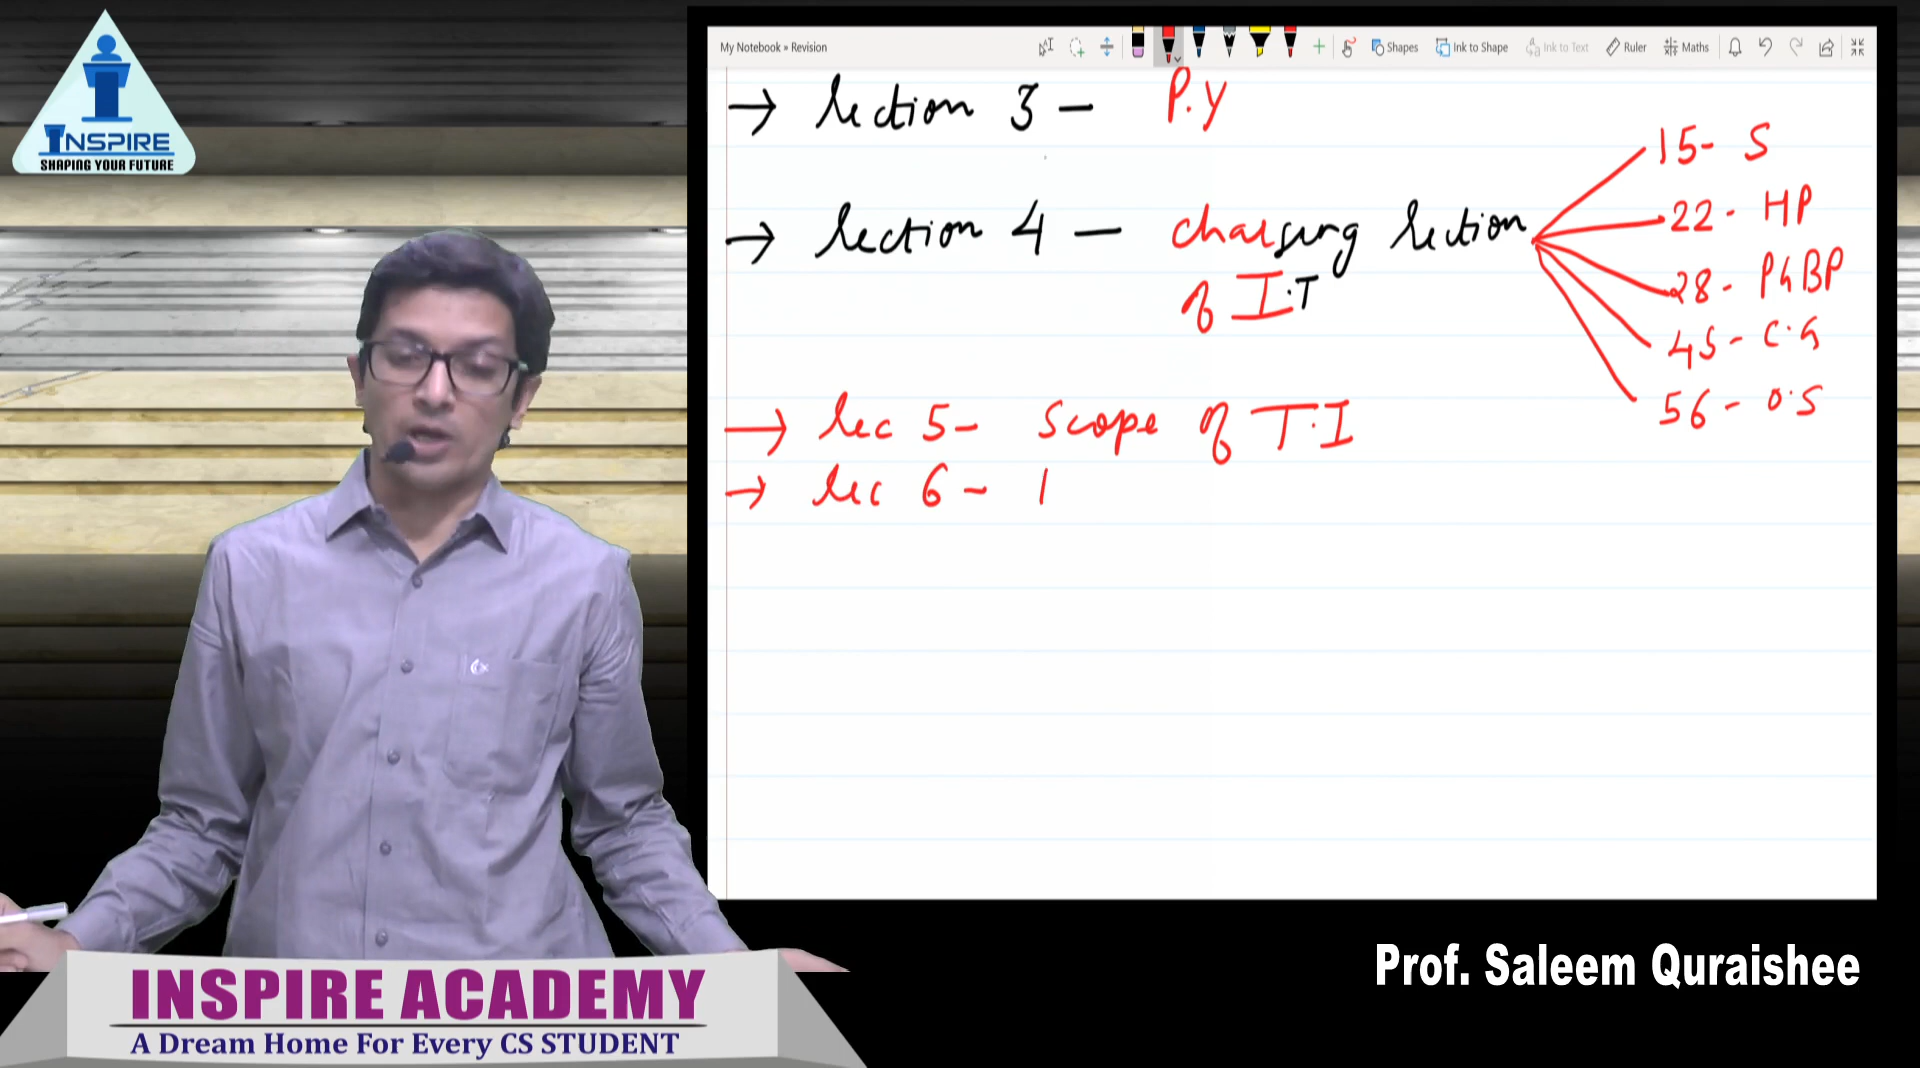 INSPIRE
SHAPING YOUR FUTURE
My Notebook » Revision
Shapes
Ink to Shape
Ink to Text
Ruler
Maths
→ Section 3 – P.Y
→ Section 4 – charging Section
of I.T
15- S
22- HP
28- PGBP
45- C.G
56- O.S
→ Sec 5- Scope of T.I
→ Sec 6-
Prof. Saleem Quraishee
INSPIRE ACADEMY
A Dream Home For Every CS STUDENT